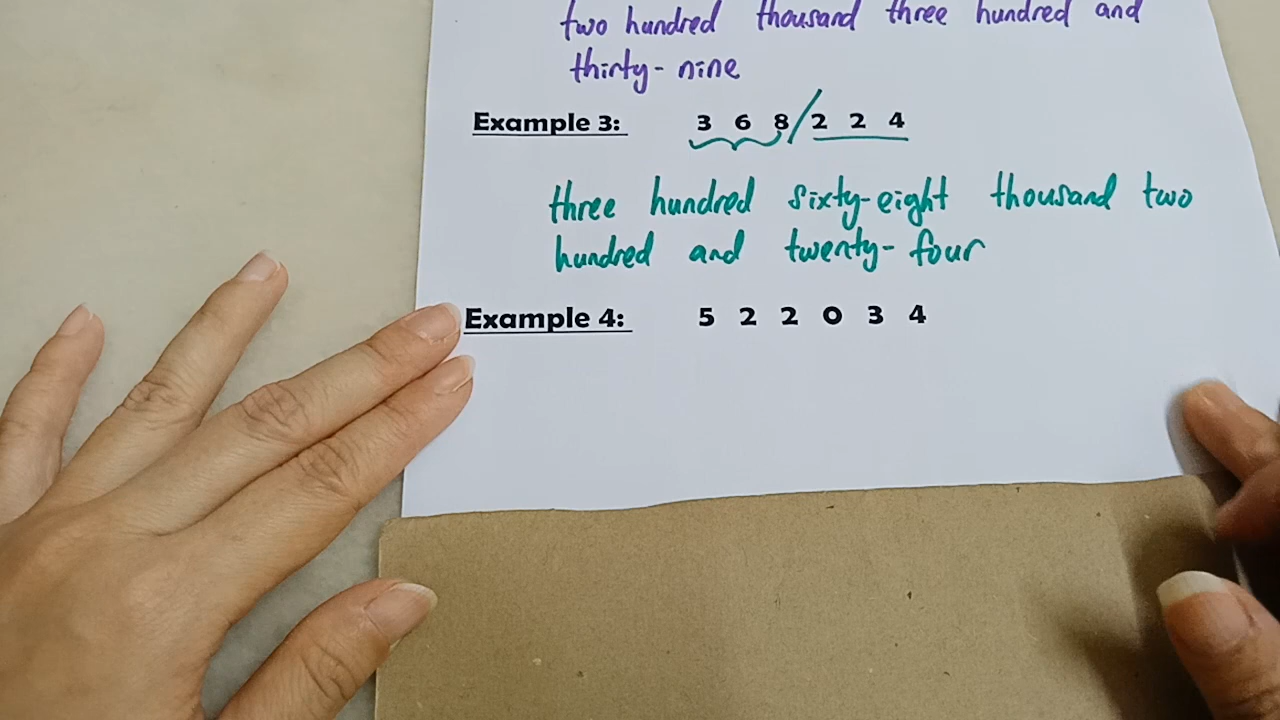 two hundred thousand three hundred and
thirty-nine
Example 3: 3 6 8/2 2 4
three hundred sixty-eight thousand two
hundred and twenty-four
Example 4: 5 2 2 0 3 4